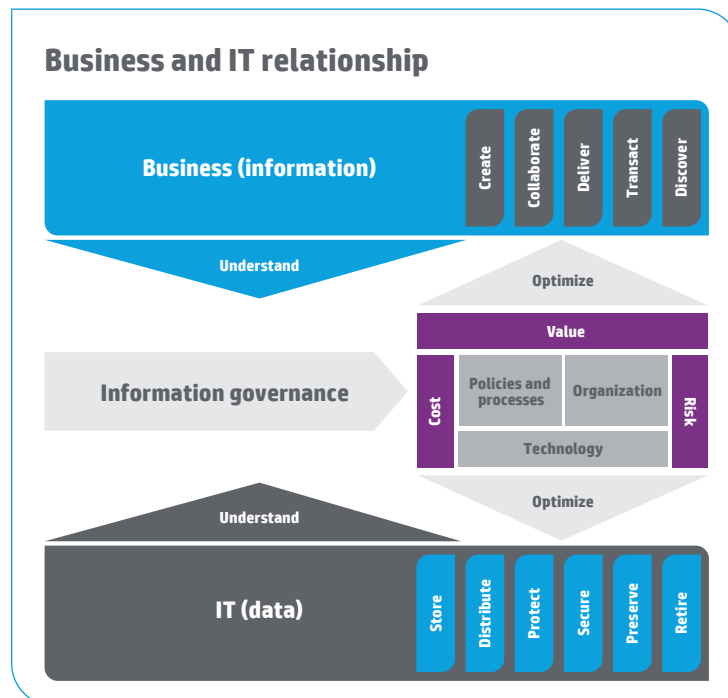 Business and IT relationship
Business (information)
Create
Collaborate
Deliver
Transact
Discover
Understand
Optimize
Value
Information governance
Cost
Policies and
processes
Organization
Risk
Technology
Understand
Optimize
IT (data)
Store
Distribute
Protect
Secure
Preserve
Retire